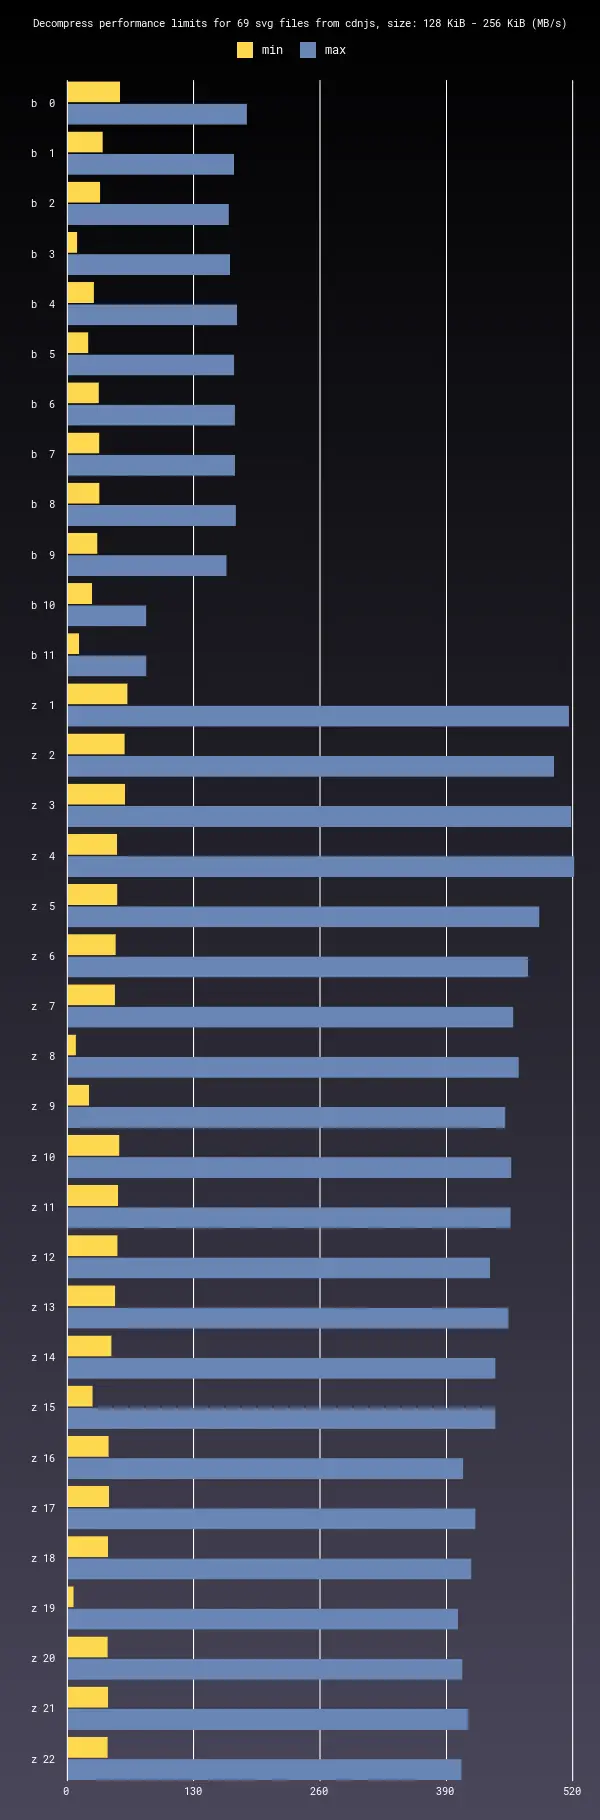 Decompress performance limits for 69 svg files from cdnjs, size: 128 KiB - 256 KiB (MB/s)
min max
b 0
b 1
b 2
b 3
b 4
b 5
b 6
b 7
b 8
b 9
b 10
b 11
z 1
z 2
z 3
z 4
z 5
z 6
z 7
z 8
z 9
z 10
z 11
z 12
z 13
z 14
z 15
z 16
z 17
z 18
z 19
z 20
z 21
z 22
0 130 260 390 520